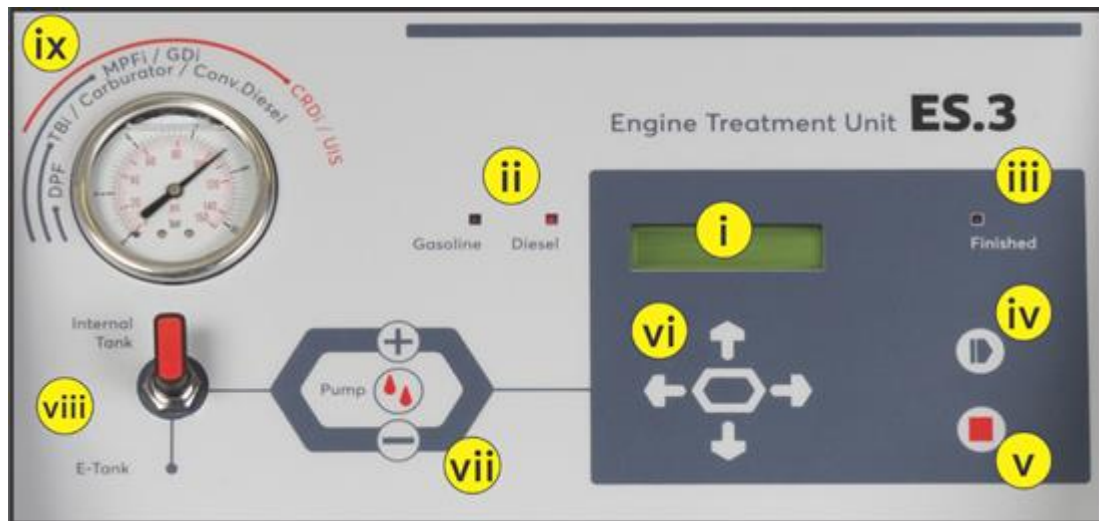 ix
MPFi / GDi
TBi / Carburator / Conv.Diesel
CRDi / UIS
DPF
bar
Engine Treatment Unit ES.3
ii
Gasoline Diesel
iii
Finished
i
iv
vi
v
Internal
Tank
viii
E-Tank
Pump
vii